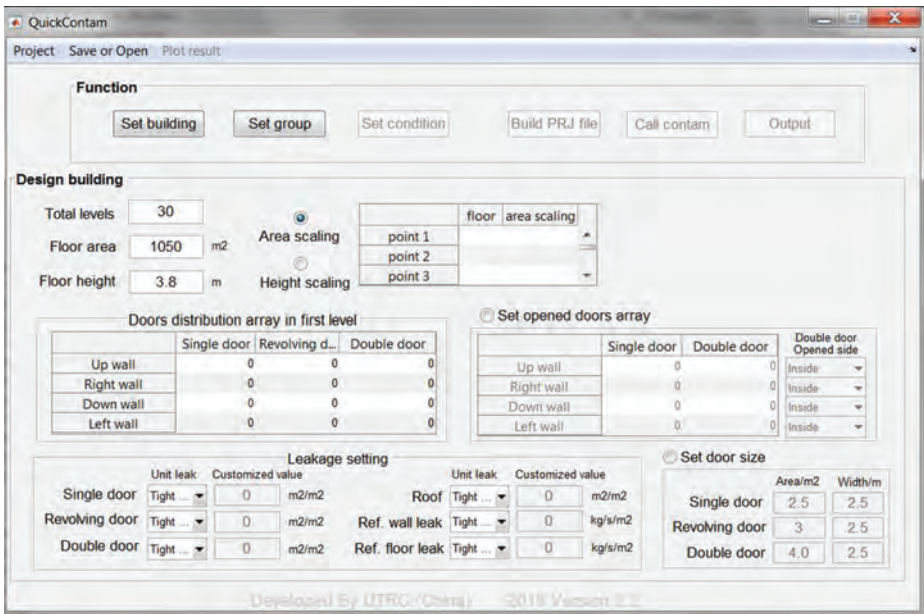 QuickContam
Project Save or Open Plot result
Function
Set building Set group Set condition Build PRJ file Call contam Output
Design building
Total levels 30
Floor area 1050 m2
Floor height 3.8 m
Area scaling
Height scaling
floor area scaling
point 1
point 2
point 3
Doors distribution array in first level
Single door Revolving d... Double door
Up wall 0 0 0
Right wall 0 0 0
Down wall 0 0 0
Left wall 0 0 0
Set opened doors array
Single door Double door Double door Opened side
Up wall 0 0 Inside
Right wall 0 0 Inside
Down wall 0 0 Inside
Left wall 0 0 Inside
Leakage setting
Unit leak Customized value Unit leak Customized value
Single door Tight ... 0 m2/m2 Roof Tight ... 0 m2/m2
Revolving door Tight ... 0 m2/m2 Ref. wall leak Tight ... 0 kg/s/m2
Double door Tight ... 0 m2/m2 Ref. floor leak Tight ... 0 kg/s/m2
Set door size
Area/m2 Width/m
Single door 2.5 2.5
Revolving door 3 2.5
Double door 4.0 2.5
Developed By UTRC (China) 2018 Version 2.2